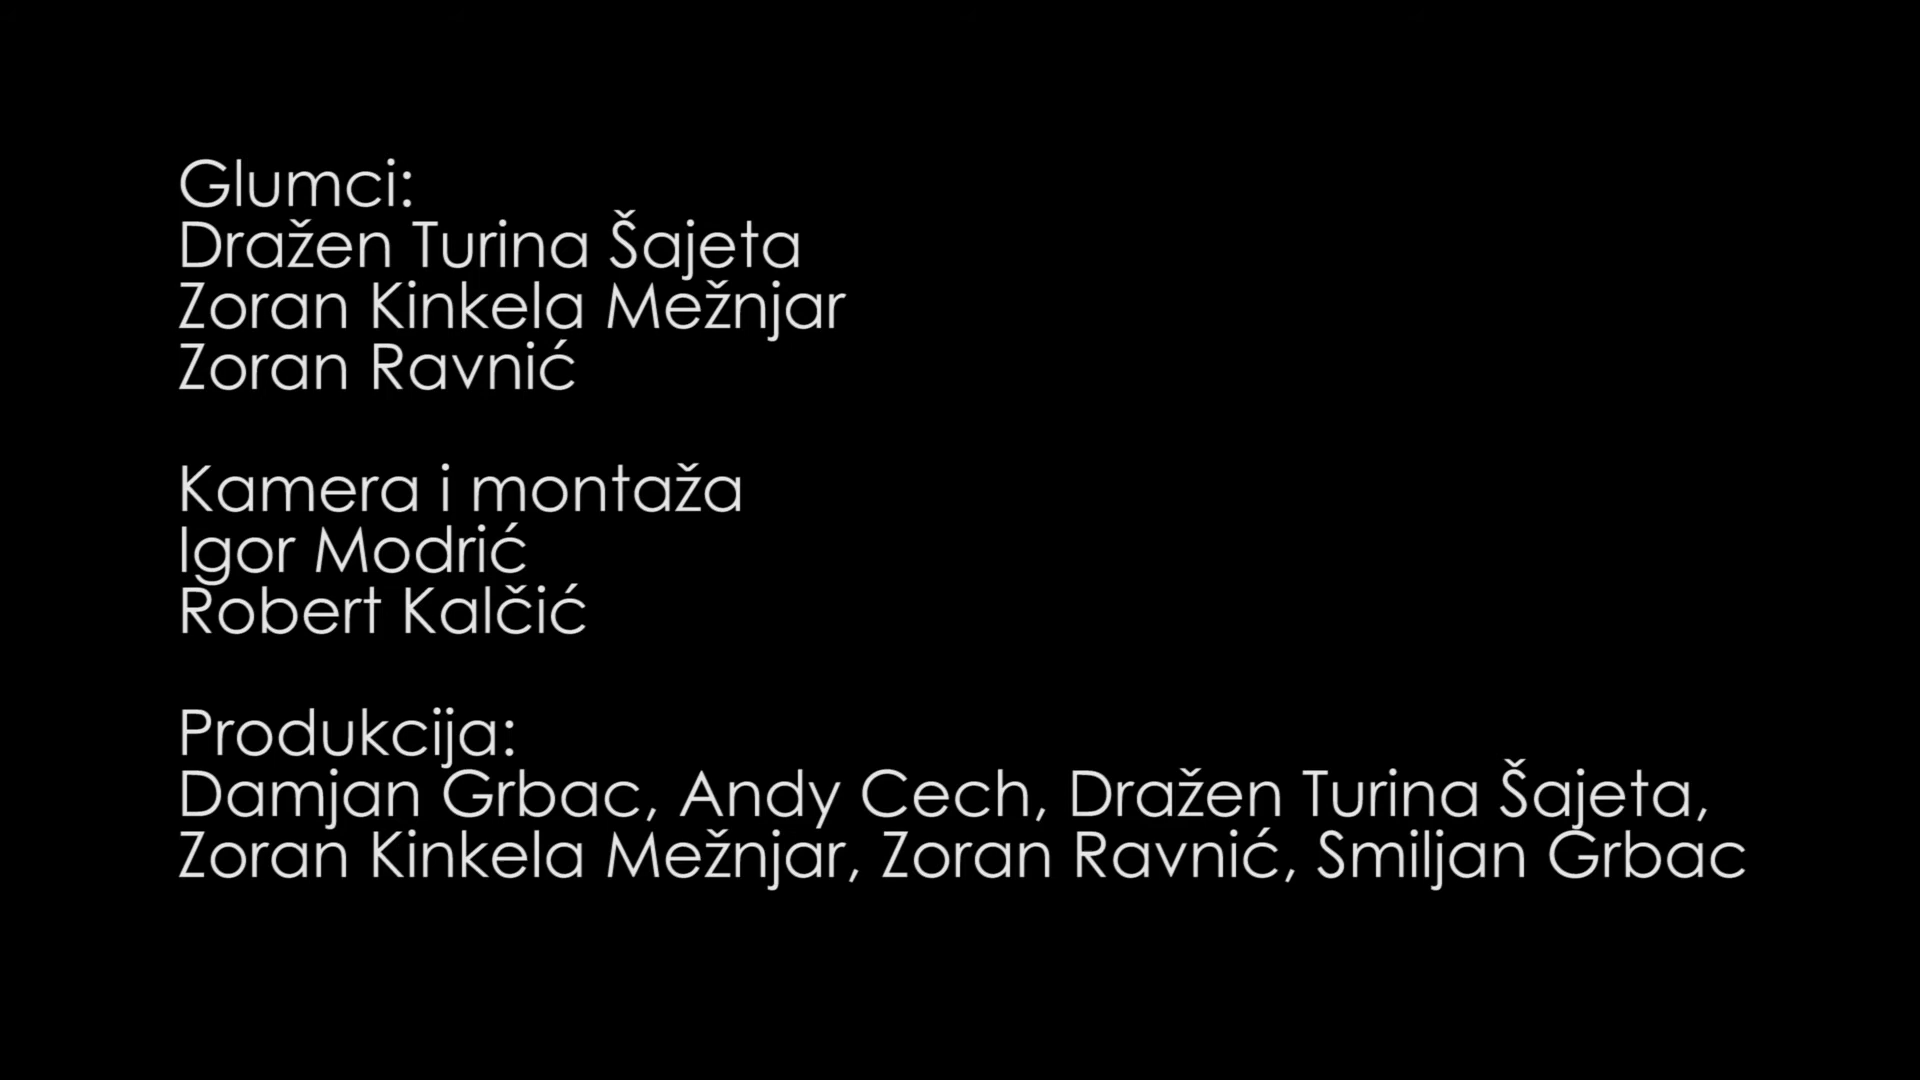 Glumci:
Dražen Turina Šajeta
Zoran Kinkela Mežnjar
Zoran Ravnić
Kamera i montaža
Igor Modrić
Robert Kalčić
Produkcija:
Damjan Grbac, Andy Cech, Dražen Turina Šajeta,
Zoran Kinkela Mežnjar, Zoran Ravnić, Smiljan Grbac